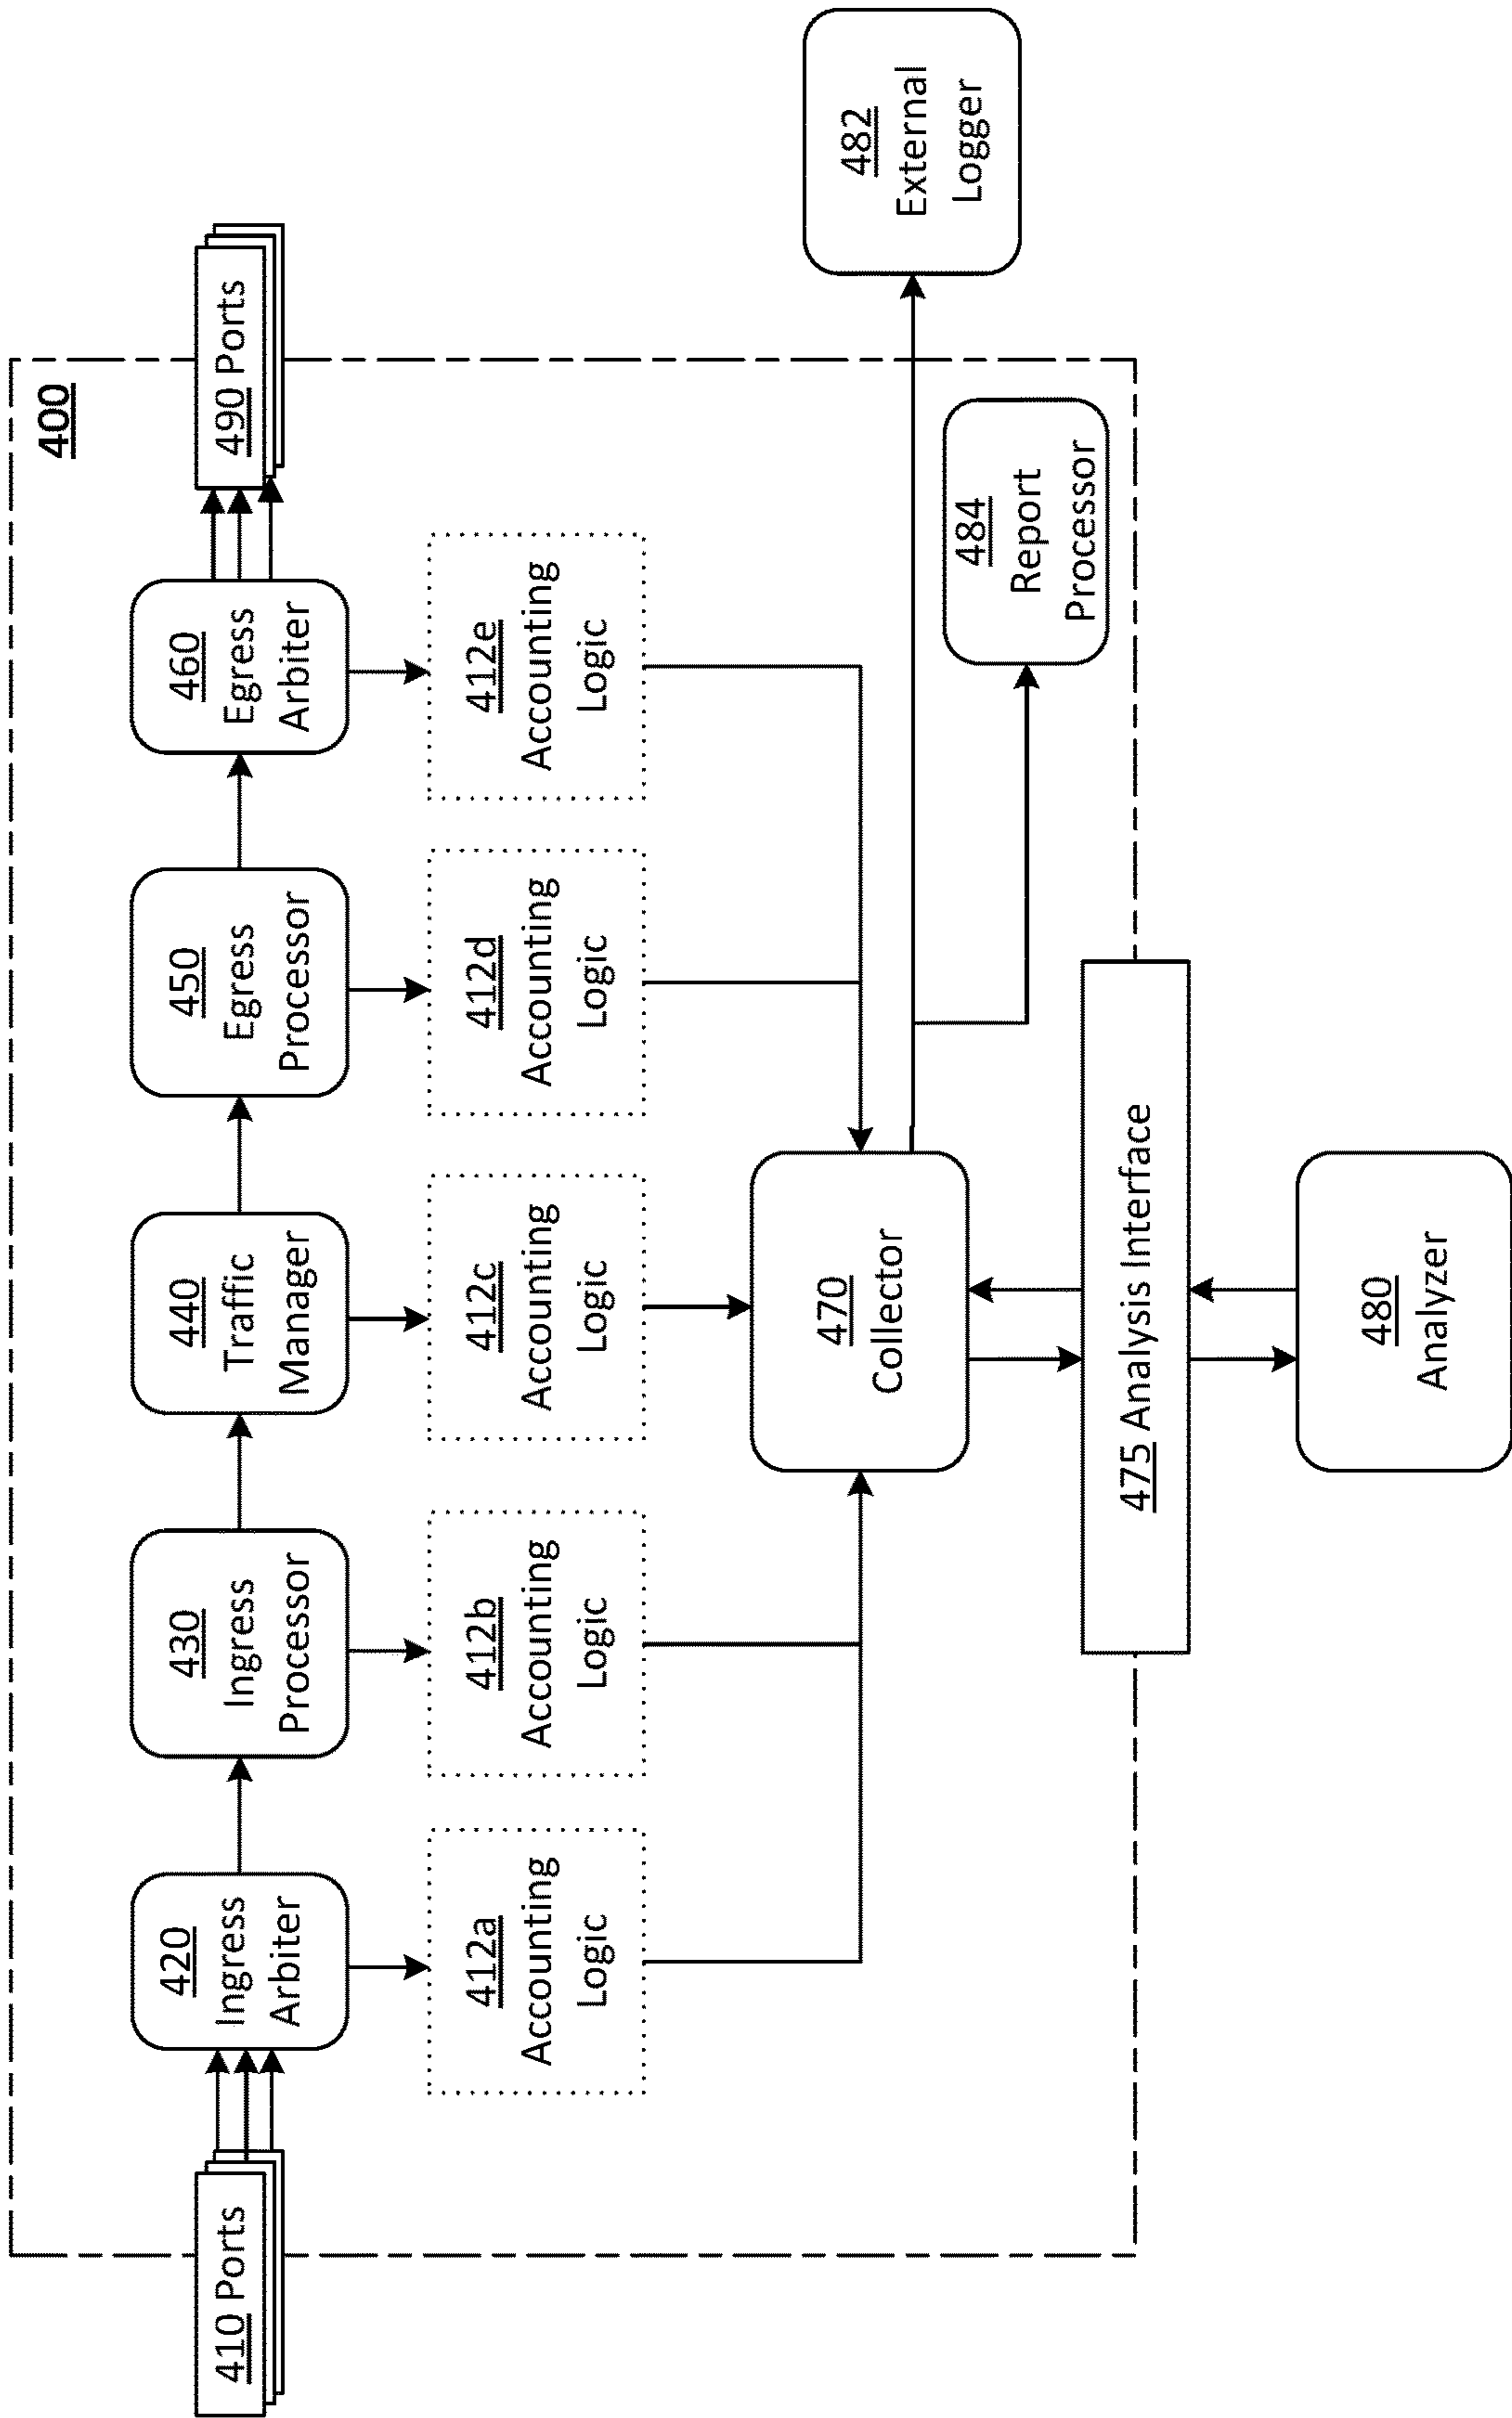 400
410 Ports
420
Ingress
Arbiter
430
Ingress
Processor
440
Traffic
Manager
450
Egress
Processor
460
Egress
Arbiter
490 Ports
412a
Accounting
Logic
412b
Accounting
Logic
412c
Accounting
Logic
412d
Accounting
Logic
412e
Accounting
Logic
470
Collector
482
External
Logger
484
Report
Processor
475 Analysis Interface
480
Analyzer